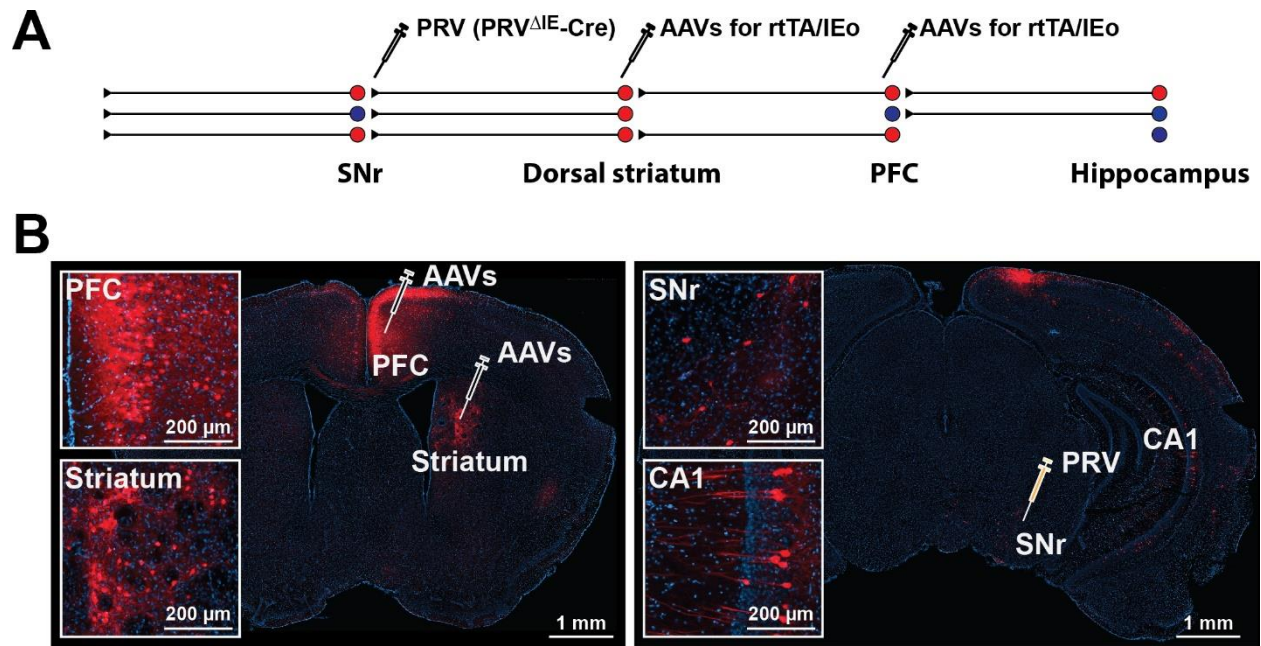 A
PRV (PRVΔIE-Cre)
AAVs for rtTA/IEo
AAVs for rtTA/IEo
SNr
Dorsal striatum
PFC
Hippocampus
B
PFC
200 µm
Striatum
200 µm
AAVs
PFC
AAVs
Striatum
1 mm
SNr
200 µm
CA1
200 µm
CA1
PRV
SNr
1 mm